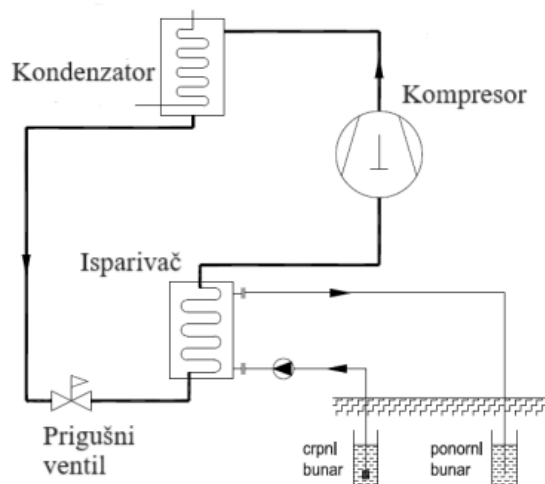 Kondenzator
Kompresor
Isparivač
Prigušni
ventil
crpni
bunar
ponorni
bunar